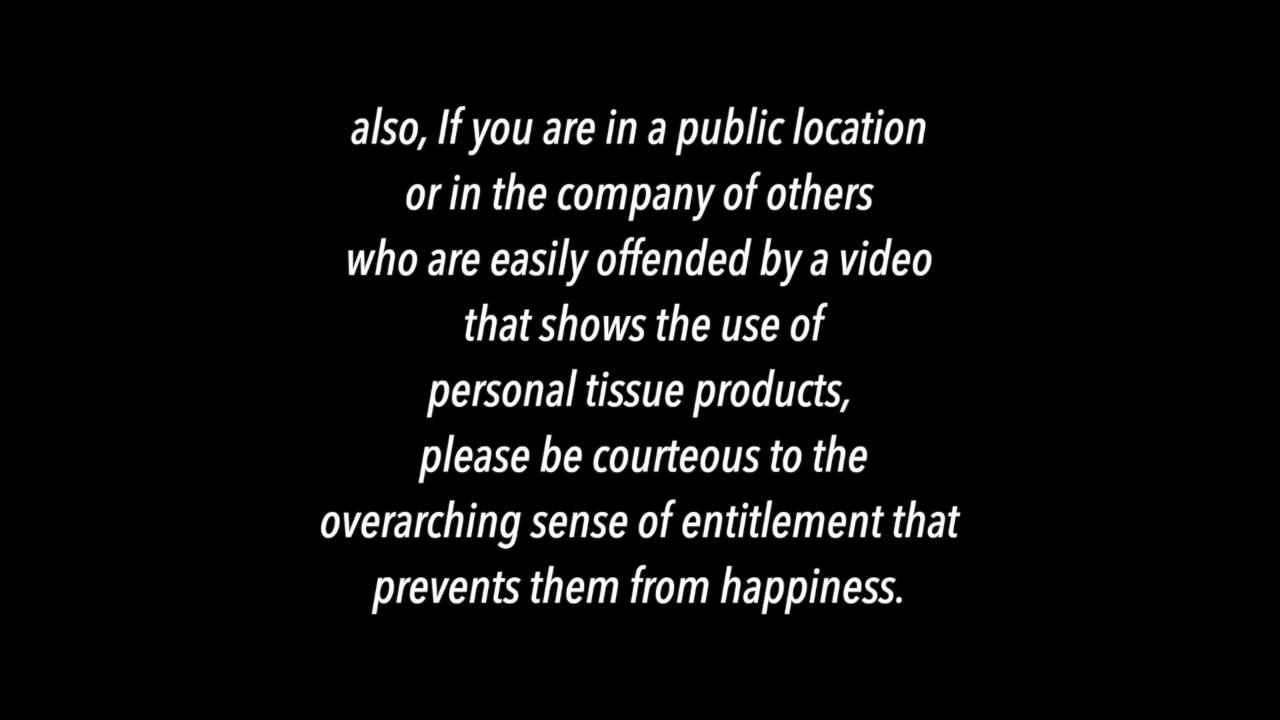 also, If you are in a public location
or in the company of others
who are easily offended by a video
that shows the use of
personal tissue products,
please be courteous to the
overarching sense of entitlement that
prevents them from happiness.